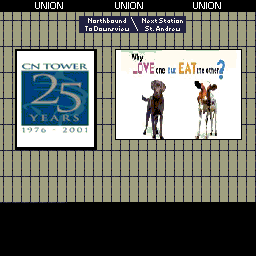 UNION UNION UNION
Northbound Next Station
To Downsview St. Andrew
CN TOWER
25
YEARS
1976 - 2001
Why
LOVE one but EAT the other?